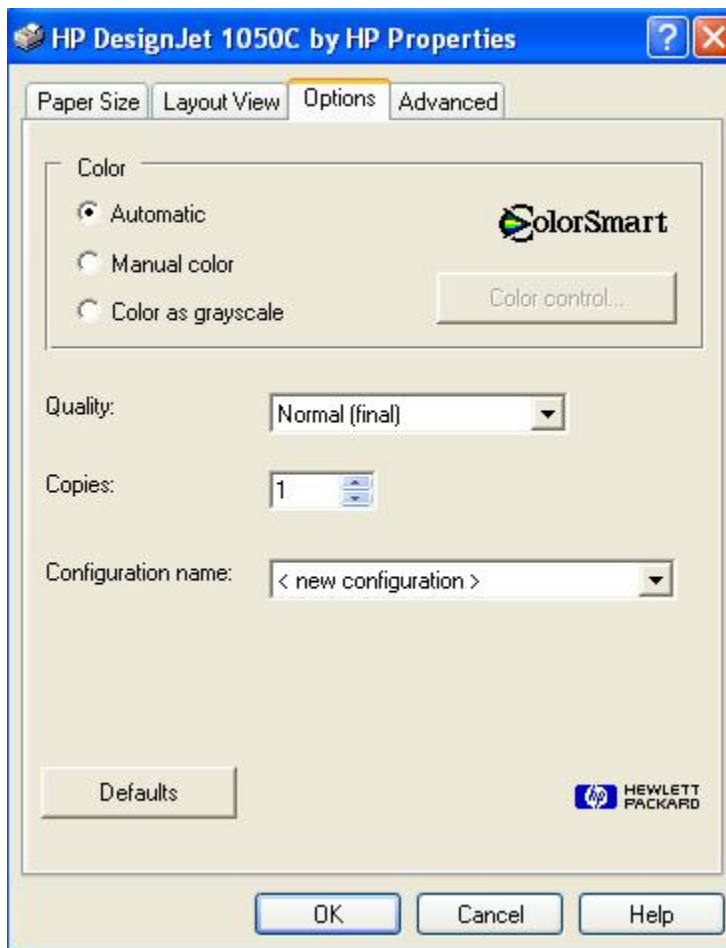 HP DesignJet 1050C by HP Properties
Paper Size Layout View Options Advanced
Color
Automatic
ColorSmart
Manual color
Color control...
Color as grayscale
Quality: Normal (final)
Copies: 1
Configuration name: < new configuration >
Defaults
hp HEWLETT
PACKARD
OK Cancel Help